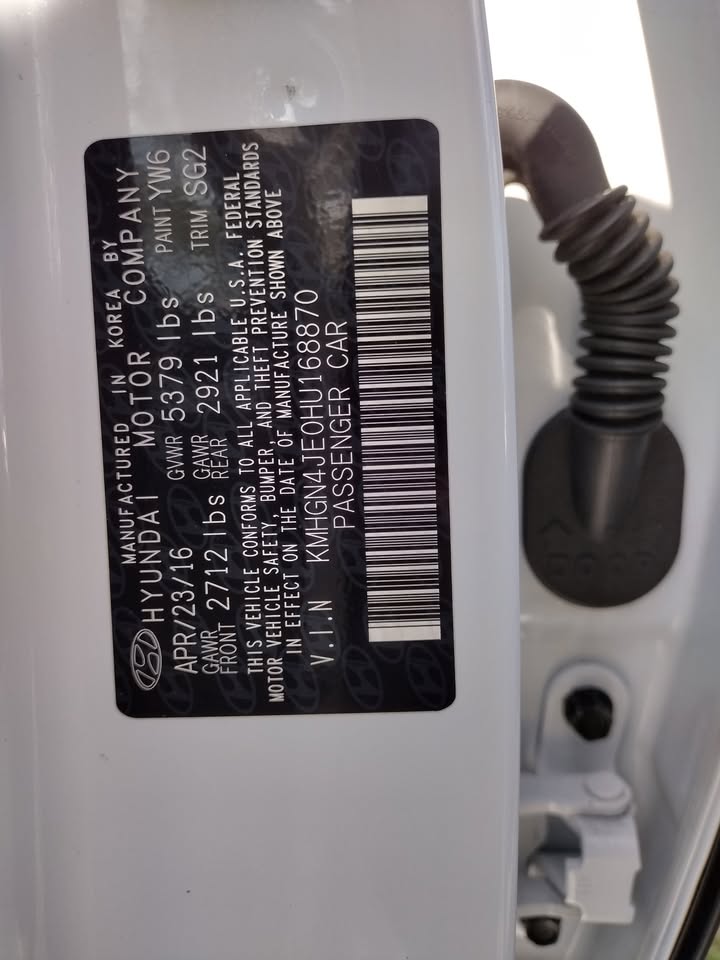 MANUFACTURED IN KOREA BY
HYUNDAI MOTOR COMPANY
APR/23/16 GVWR 5379 lbs PAINT YW6
GAWR FRONT 2712 lbs GAWR REAR 2921 lbs TRIM SG2
THIS VEHICLE CONFORMS TO ALL APPLICABLE U.S.A. FEDERAL
MOTOR VEHICLE SAFETY, BUMPER, AND THEFT PREVENTION STANDARDS
IN EFFECT ON THE DATE OF MANUFACTURE SHOWN ABOVE
V.I.N KMHGN4JE0HU168870
PASSENGER CAR